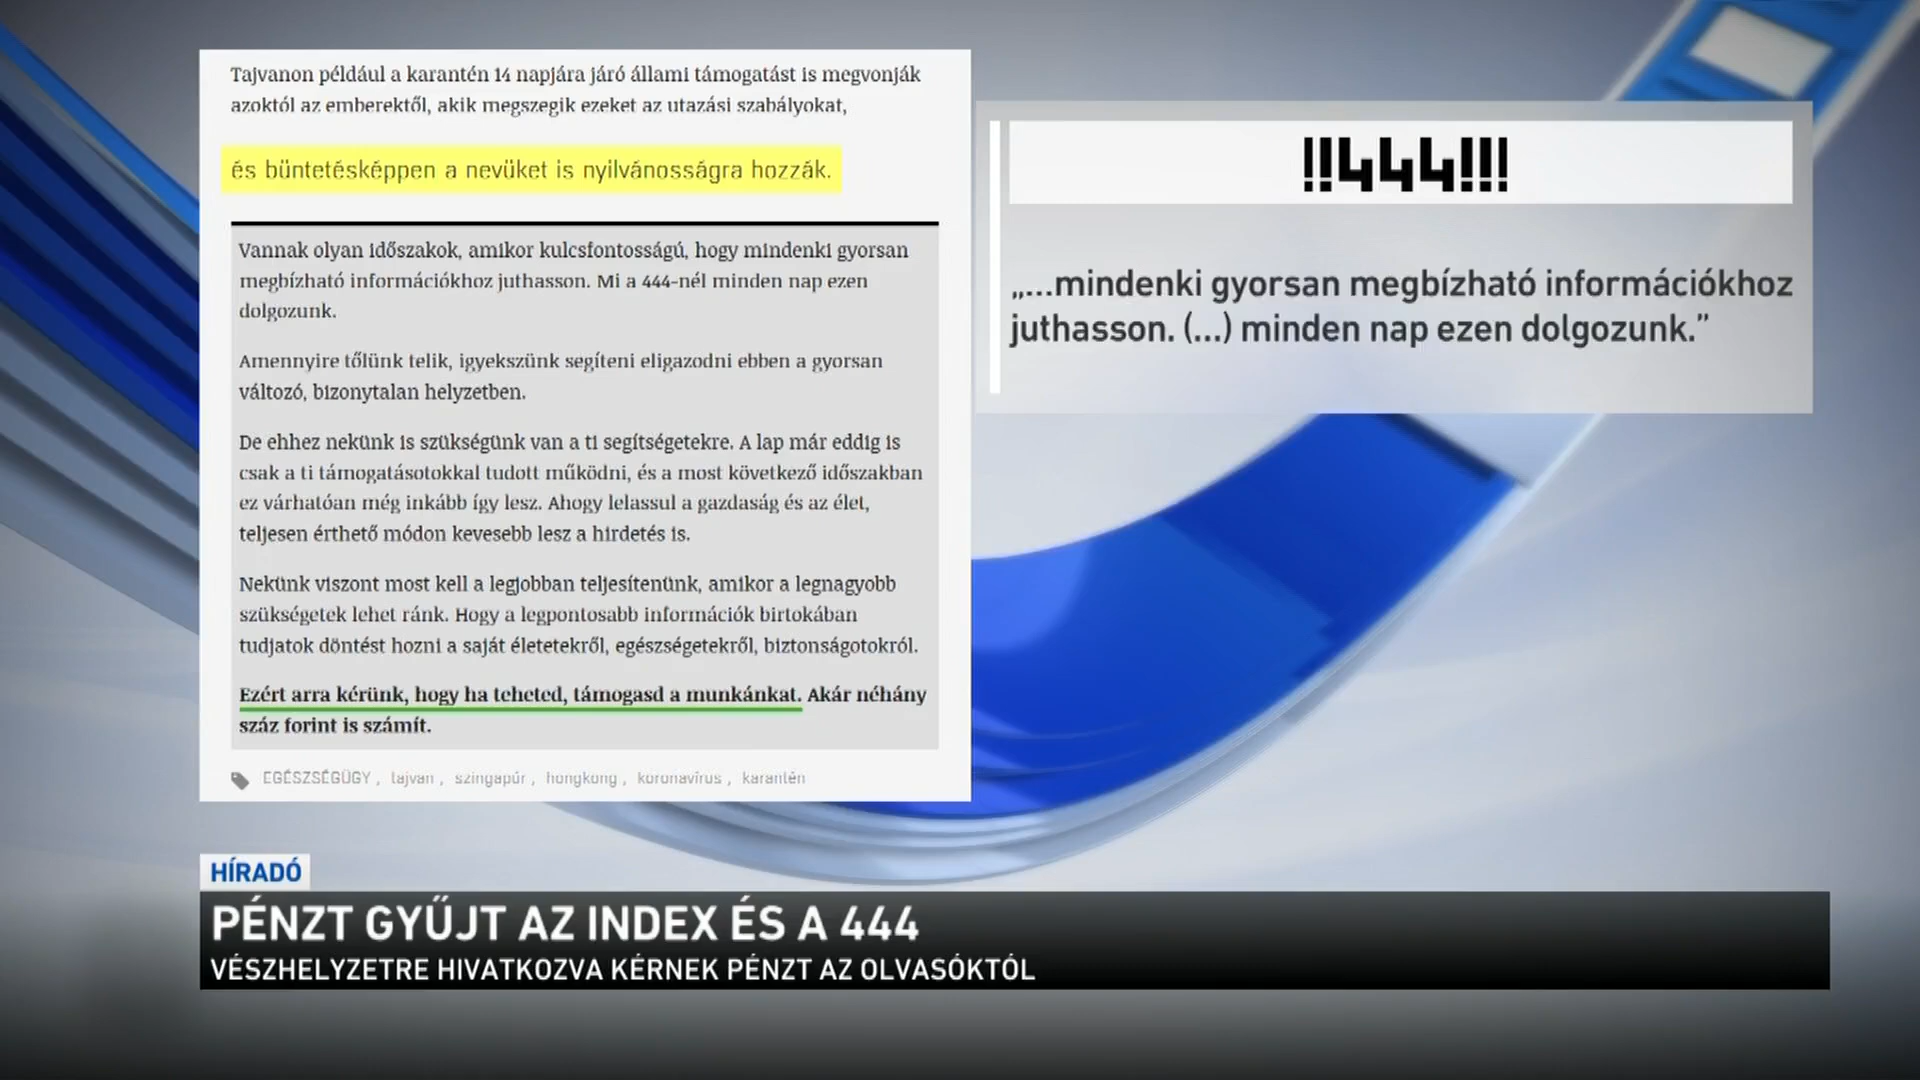 Tajvanon például a karantén 14 napjára járó állami támogatást is megvonják
azoktól az emberektől, akik megszegik ezeket az utazási szabályokat,
és büntetésképpen a nevüket is nyilvánosságra hozzák.
Vannak olyan időszakok, amikor kulcsfontosságú, hogy mindenki gyorsan
megbízható információkhoz juthasson. Mi a 444-nél minden nap ezen
dolgozunk.
Amennyire tőlünk telik, igyekszünk segíteni eligazodni ebben a gyorsan
változó, bizonytalan helyzetben.
De ehhez nekünk is szükségünk van a ti segítségetekre. A lap már eddig is
csak a ti támogatásotokkal tudott működni, és a most következő időszakban
ez várhatóan még inkább így lesz. Ahogy lelassul a gazdaság és az élet,
teljesen érthető módon kevesebb lesz a hirdetés is.
Nekünk viszont most kell a legjobban teljesítenünk, amikor a legnagyobb
szükségetek lehet ránk. Hogy a legpontosabb információk birtokában
tudjatok döntést hozni a saját életetekről, egészségetekről, biztonságotokról.
Ezért arra kérünk, hogy ha teheted, támogasd a munkánkat. Akár néhány
száz forint is számít.
EGÉSZSÉGÜGY, tajvan, szingapúr, hongkong, koronavírus, karantén
!!444!!!
„...mindenki gyorsan megbízható információkhoz
juthasson. (...) minden nap ezen dolgozunk.”
HÍRADÓ
PÉNZT GYŰJT AZ INDEX ÉS A 444
VÉSZHELYZETRE HIVATKOZVA KÉRNEK PÉNZT AZ OLVASÓKTÓL